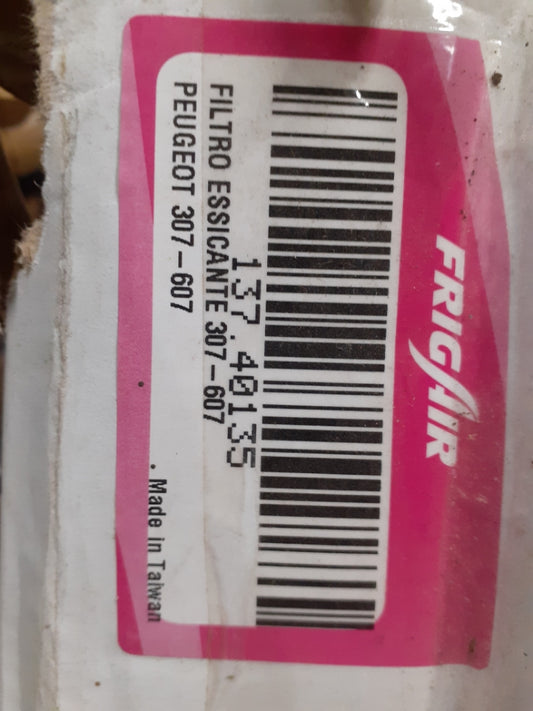 FRIGAIR
137.40135
FILTRO ESSICANTE 307-607
PEUGEOT 307-607
. Made in Taiwan